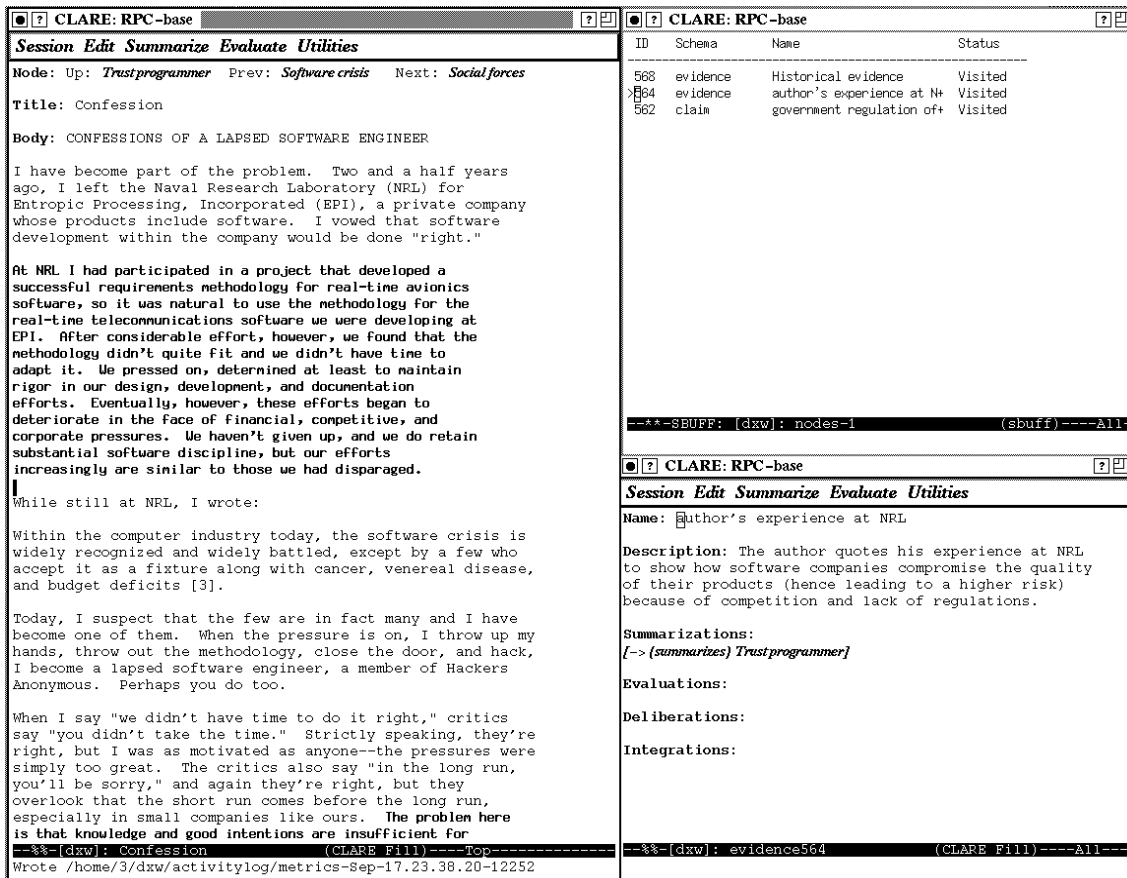 CLARE: RPC-base
Session Edit Summarize Evaluate Utilities
Node: Up: Trust programmer Prev: Software crisis Next: Social forces
Title: Confession
Body: CONFESSIONS OF A LAPSED SOFTWARE ENGINEER
I have become part of the problem. Two and a half years
ago, I left the Naval Research Laboratory (NRL) for
Entropic Processing, Incorporated (EPI), a private company
whose products include software. I vowed that software
development within the company would be done "right."
At NRL I had participated in a project that developed a
successful requirements methodology for real-time avionics
software, so it was natural to use the methodology for the
real-time telecommunications software we were developing at
EPI. After considerable effort, however, we found that the
methodology didn't quite fit and we didn't have time to
adapt it. We pressed on, determined at least to maintain
rigor in our design, development, and documentation
efforts. Eventually, however, these efforts began to
deteriorate in the face of financial, competitive, and
corporate pressures. We haven't given up, and we do retain
substantial software discipline, but our efforts
increasingly are similar to those we had disparaged.
While still at NRL, I wrote:
Within the computer industry today, the software crisis is
widely recognized and widely battled, except by a few who
accept it as a fixture along with cancer, venereal disease,
and budget deficits [3].
Today, I suspect that the few are in fact many and I have
become one of them. When the pressure is on, I throw up my
hands, throw out the methodology, close the door, and hack,
I become a lapsed software engineer, a member of Hackers
Anonymous. Perhaps you do too.
When I say "we didn't have time to do it right," critics
say "you didn't take the time." Strictly speaking, they're
right, but I was as motivated as anyone--the pressures were
simply too great. The critics also say "in the long run,
you'll be sorry," and again they're right, but they
overlook that the short run comes before the long run,
especially in small companies like ours. The problem here
is that knowledge and good intentions are insufficient for
--%%-[dxw]: Confession (CLARE Fill)----Top---------------
Wrote /home/3/dxw/activitylog/metrics-Sep-17.23.38.20-12252
CLARE: RPC-base
ID Schema Name Status
568 evidence Historical evidence Visited
>564 evidence author's experience at N+ Visited
562 claim government regulation of+ Visited
--**-SBUFF: [dxw]: nodes-1 (sbuff)----All-
CLARE: RPC-base
Session Edit Summarize Evaluate Utilities
Name: author's experience at NRL
Description: The author quotes his experience at NRL
to show how software companies compromise the quality
of their products (hence leading to a higher risk)
because of competition and lack of regulations.
Summarizations:
[-> {summarizes} Trust programmer]
Evaluations:
Deliberations:
Integrations:
--%%-[dxw]: evidence564 (CLARE Fill)----All---